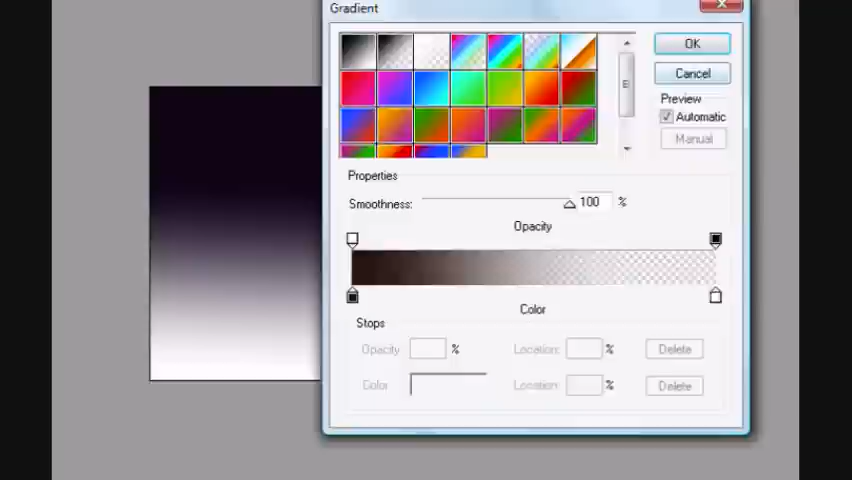 Gradient
OK
Cancel
Preview
Automatic
Manual
Properties
Smoothness: 100 %
Opacity
Color
Stops
Opacity % Location: % Delete
Color Location: % Delete